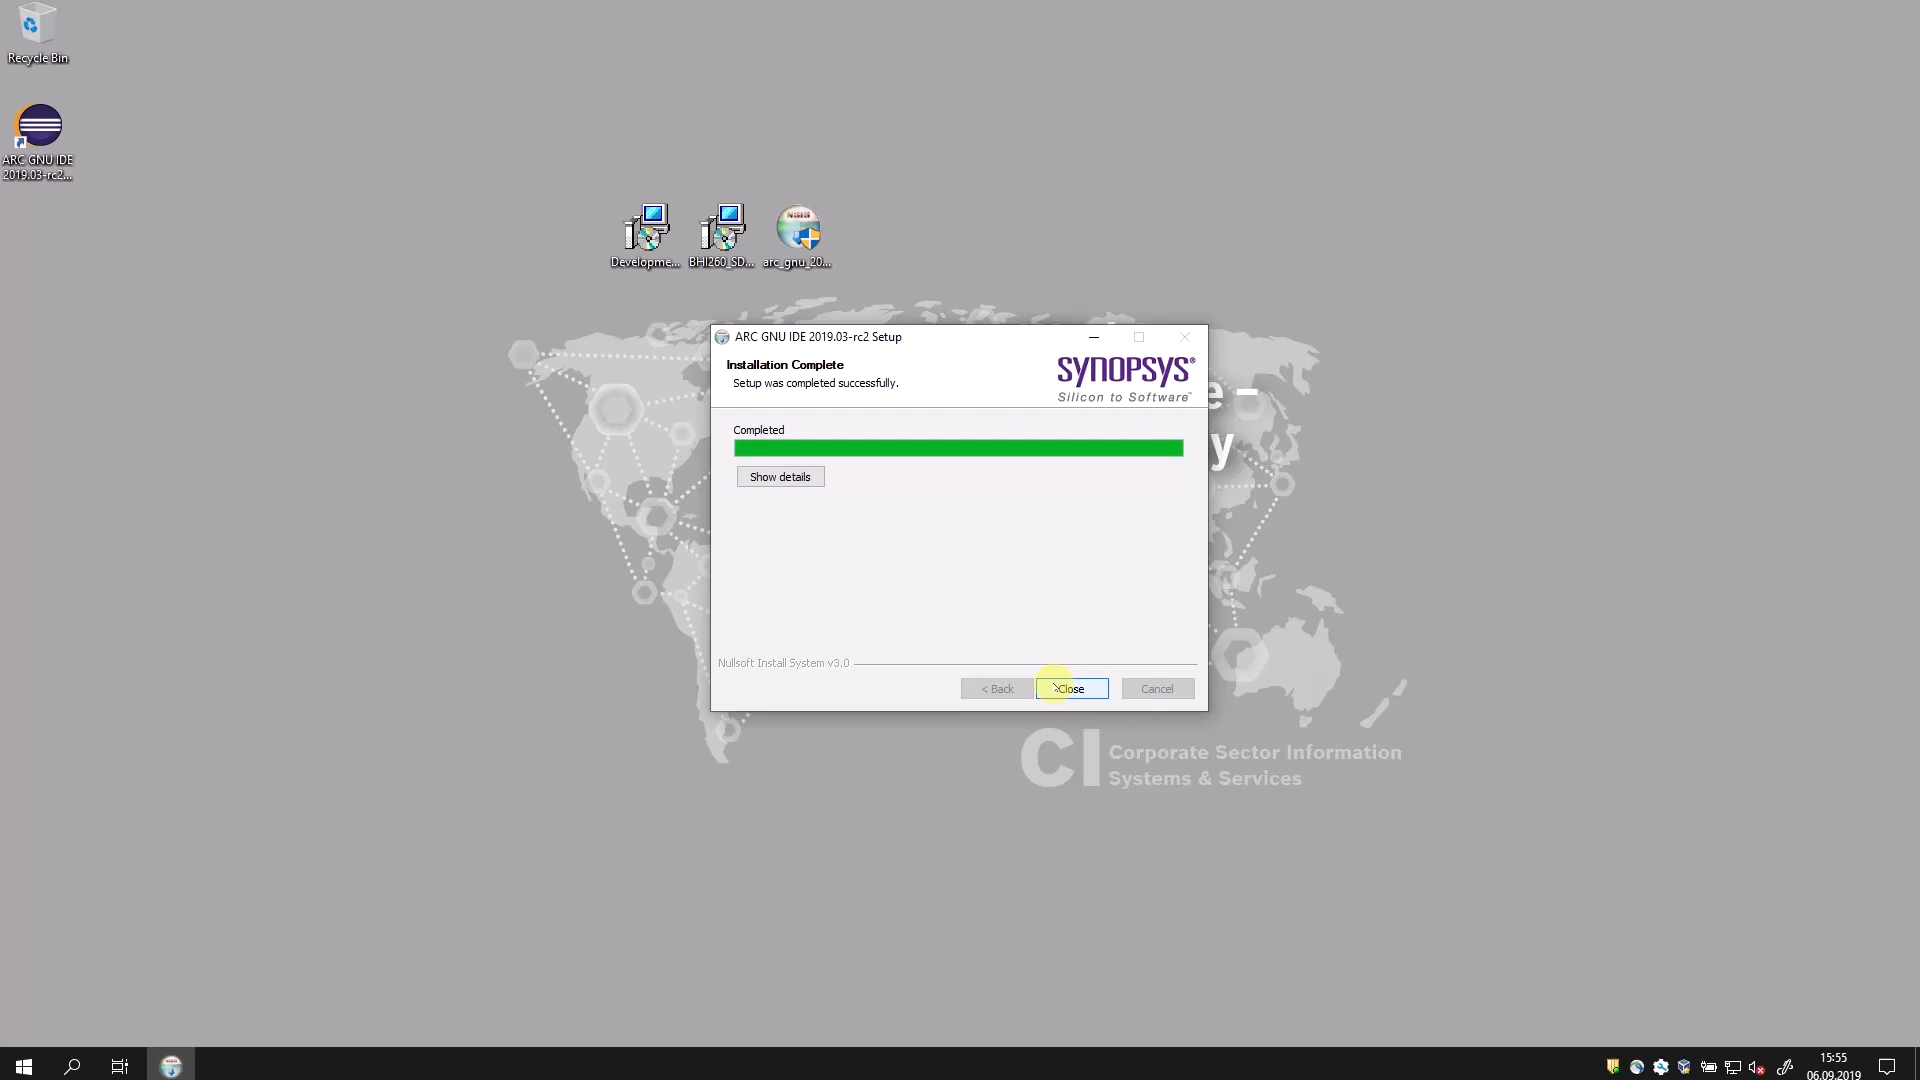 Recycle Bin
ARC GNU IDE
2019.03-rc2...
Developme...
BHI260_SD...
arc_gnu_20...
ARC GNU IDE 2019.03-rc2 Setup
Installation Complete
Setup was completed successfully.
SYNOPSYS®
Silicon to Software™
e –
y
Completed
Show details
Nullsoft Install System v3.0
< Back
Close
Cancel
CI Corporate Sector Information
Systems & Services
15:55
06.09.2019